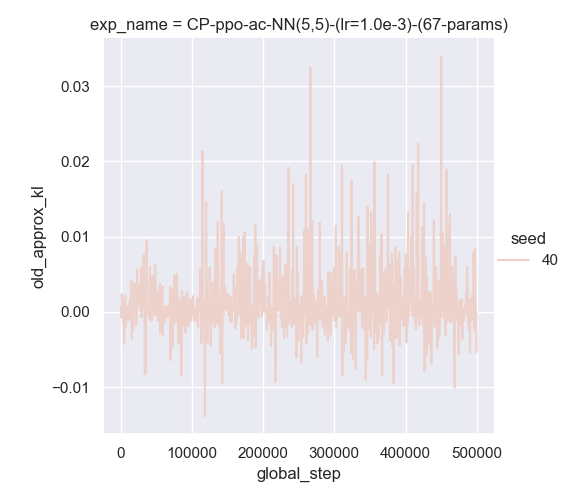 exp_name = CP-ppo-ac-NN(5,5)-(lr=1.0e-3)-(67-params)
0.03
0.02
0.01
0.00
−0.01
old_approx_kl
seed
40
0 100000 200000 300000 400000 500000
global_step